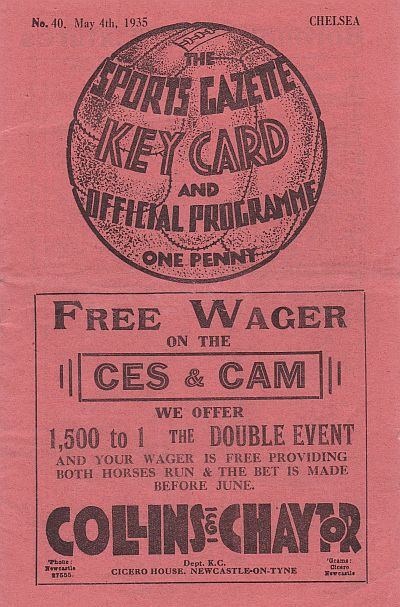 No. 40, May 4th, 1935 CHELSEA
THE
SPORTS GAZETTE
KEY CARD
AND
OFFICIAL PROGRAMME
ONE PENNY
FREE WAGER
ON THE
CES & CAM
WE OFFER
1,500 to 1 THE DOUBLE EVENT
AND YOUR WAGER IS FREE PROVIDING
BOTH HORSES RUN & THE BET IS MADE
BEFORE JUNE.
COLLINS & CHAYTOR
'Phone: Newcastle 27555.
Dept. K.C.
CICERO HOUSE, NEWCASTLE-ON-TYNE
'Grams: Cicero Newcastle